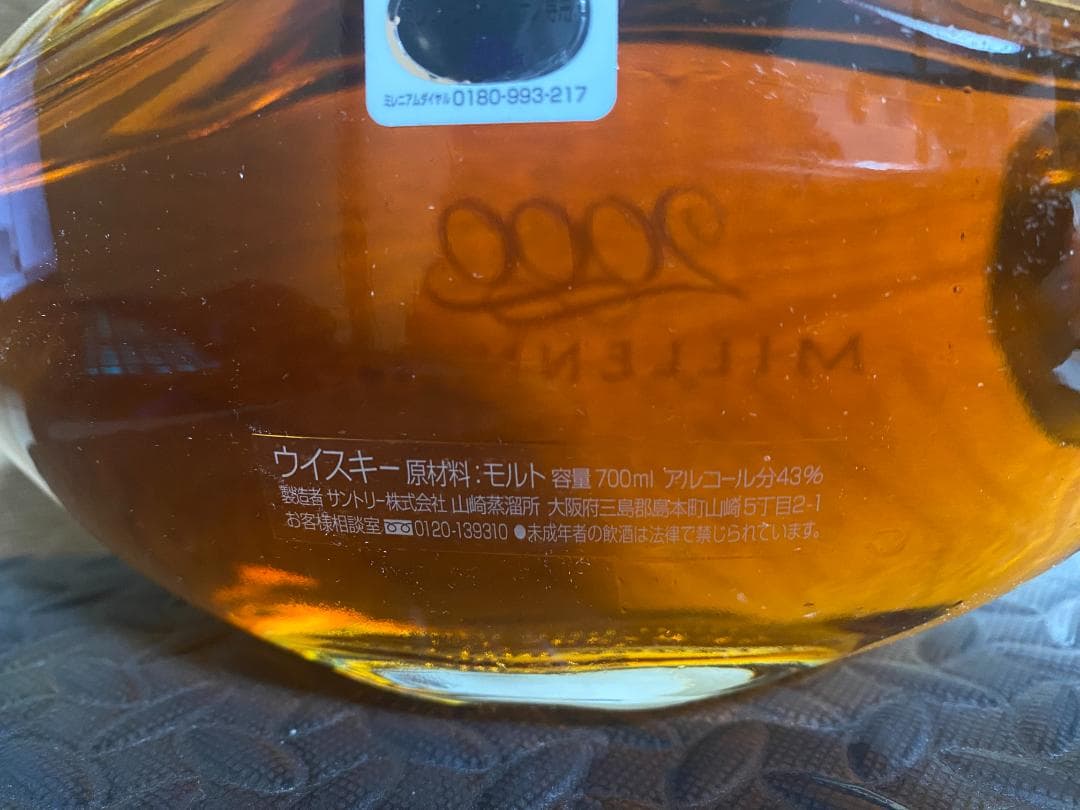 ミレニアムダイヤル0180-993-217
2000
MILLEN
ウイスキー 原材料:モルト 容量 700ml アルコール分43%
製造者 サントリー株式会社 山崎蒸溜所 大阪府三島郡島本町山崎5丁目2-1
お客様相談室 0120-139310 ●未成年者の飲酒は法律で禁じられています。